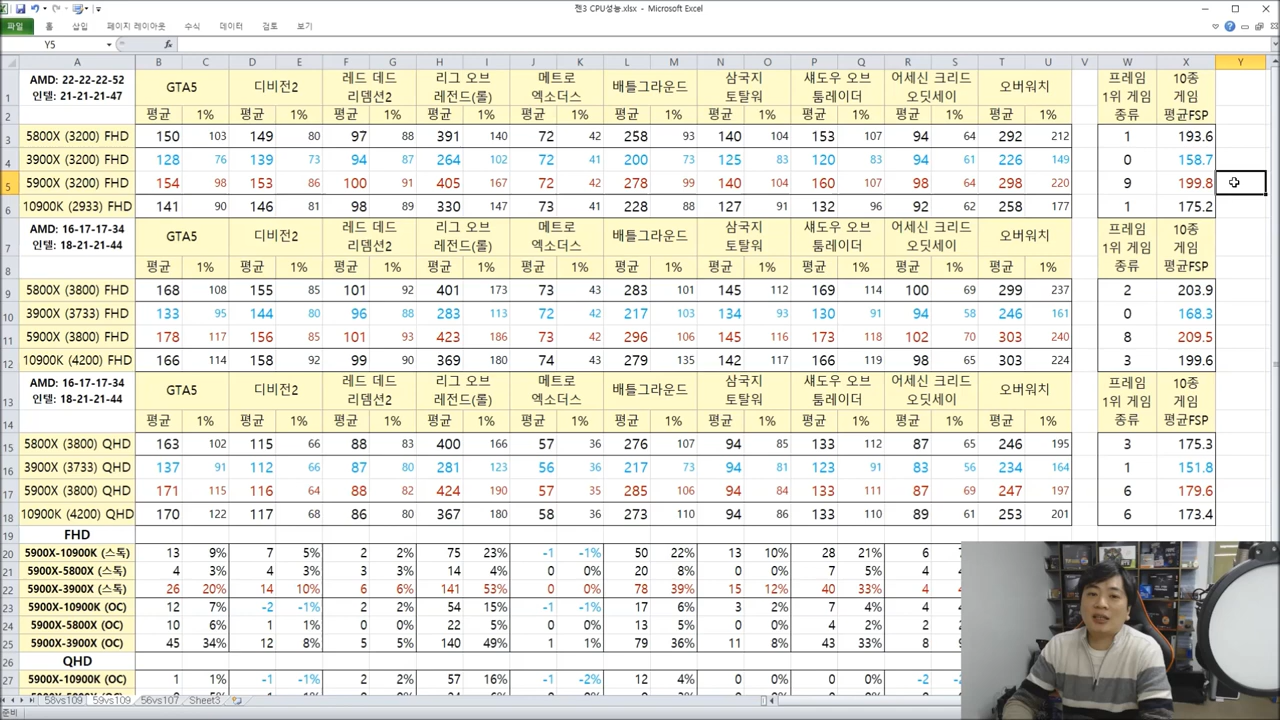 젠3 CPU성능.xlsx - Microsoft Excel
파일 홈 삽입 페이지 레이아웃 수식 데이터 검토 보기
Y5 fx
A B C D E F G H I J K L M N O P Q R S T U V W X Y
1 AMD: 22-22-22-52 인텔: 21-21-21-47 GTA5 디비전2 레드 데드 리뎀션2 리그 오브 레전드(롤) 메트로 엑소더스 배틀그라운드 삼국지 토탈워 섀도우 오브 툼레이더 어세신 크리드 오딧세이 오버워치 프레임 1위 게임 종류 10종 게임 평균FSP
2 평균 1% 평균 1% 평균 1% 평균 1% 평균 1% 평균 1% 평균 1% 평균 1% 평균 1% 평균 1%
3 5800X (3200) FHD 150 103 149 80 97 88 391 140 72 42 258 93 140 104 153 107 94 64 292 212 1 193.6
4 3900X (3200) FHD 128 76 139 73 94 87 264 102 72 41 200 73 125 83 120 83 94 61 226 149 0 158.7
5 5900X (3200) FHD 154 98 153 86 100 91 405 167 72 42 278 99 140 104 160 107 98 64 298 220 9 199.8
6 10900K (2933) FHD 141 90 146 81 98 88 330 140 73 42 228 88 127 91 132 96 92 62 258 177 1 175.2
7 AMD: 16-17-17-34 인텔: 18-21-21-44 GTA5 디비전2 레드 데드 리뎀션2 리그 오브 레전드(롤) 메트로 엑소더스 배틀그라운드 삼국지 토탈워 섀도우 오브 툼레이더 어세신 크리드 오딧세이 오버워치 프레임 1위 게임 종류 10종 게임 평균FSP
8 평균 1% 평균 1% 평균 1% 평균 1% 평균 1% 평균 1% 평균 1% 평균 1% 평균 1% 평균 1%
9 5800X (3800) FHD 168 108 155 85 101 92 401 173 73 43 283 101 145 112 169 114 100 69 299 237 2 203.9
10 3900X (3733) FHD 133 95 144 80 96 88 283 113 72 42 217 103 134 93 130 91 94 58 246 161 0 168.3
11 5900X (3800) FHD 178 117 156 85 101 93 423 186 73 42 296 106 145 116 173 118 102 70 303 240 8 209.5
12 10900K (4200) FHD 166 114 158 92 99 90 369 180 74 43 279 135 142 117 166 119 98 65 303 224 3 199.6
13 AMD: 16-17-17-34 인텔: 18-21-21-44 GTA5 디비전2 레드 데드 리뎀션2 리그 오브 레전드(롤) 메트로 엑소더스 배틀그라운드 삼국지 토탈워 섀도우 오브 툼레이더 어세신 크리드 오딧세이 오버워치 프레임 1위 게임 종류 10종 게임 평균FSP
14 평균 1% 평균 1% 평균 1% 평균 1% 평균 1% 평균 1% 평균 1% 평균 1% 평균 1% 평균 1%
15 5800X (3800) QHD 163 102 115 66 88 83 400 166 57 36 276 107 94 85 133 112 87 65 246 195 3 175.3
16 3900X (3733) QHD 137 91 112 66 87 80 281 123 56 36 217 73 94 81 123 91 83 56 234 164 1 151.8
17 5900X (3800) QHD 171 115 116 64 88 82 424 190 57 35 285 106 94 84 133 111 87 69 247 197 6 179.6
18 10900K (4200) QHD 170 122 117 68 86 80 367 180 58 36 273 110 94 86 133 110 89 61 253 201 6 173.4
19 FHD
20 5900X-10900K (스톡) 13 9% 7 5% 2 2% 75 23% -1 -1% 50 22% 13 10% 28 21% 6
21 5900X-5800X (스톡) 4 3% 4 3% 3 3% 14 4% 0 0% 20 8% 0 0% 7 5% 4
22 5900X-3900X (스톡) 26 20% 14 10% 6 6% 141 53% 0 0% 78 39% 15 12% 40 33% 4
23 5900X-10900K (OC) 12 7% -2 -1% 2 2% 54 15% -1 -1% 17 6% 3 2% 7 4% 4
24 5900X-5800X (OC) 10 6% 1 1% 0 0% 22 5% 0 0% 13 5% 0 0% 4 2% 2
25 5900X-3900X (OC) 45 34% 12 8% 5 5% 140 49% 1 1% 79 36% 11 8% 43 33% 8
26 QHD
27 5900X-10900K (OC) 1 1% -1 -1% 2 2% 57 16% -1 -2% 12 4% 0 0% 0 0% -2
58vs109 59vs109 56vs107 Sheet3
준비